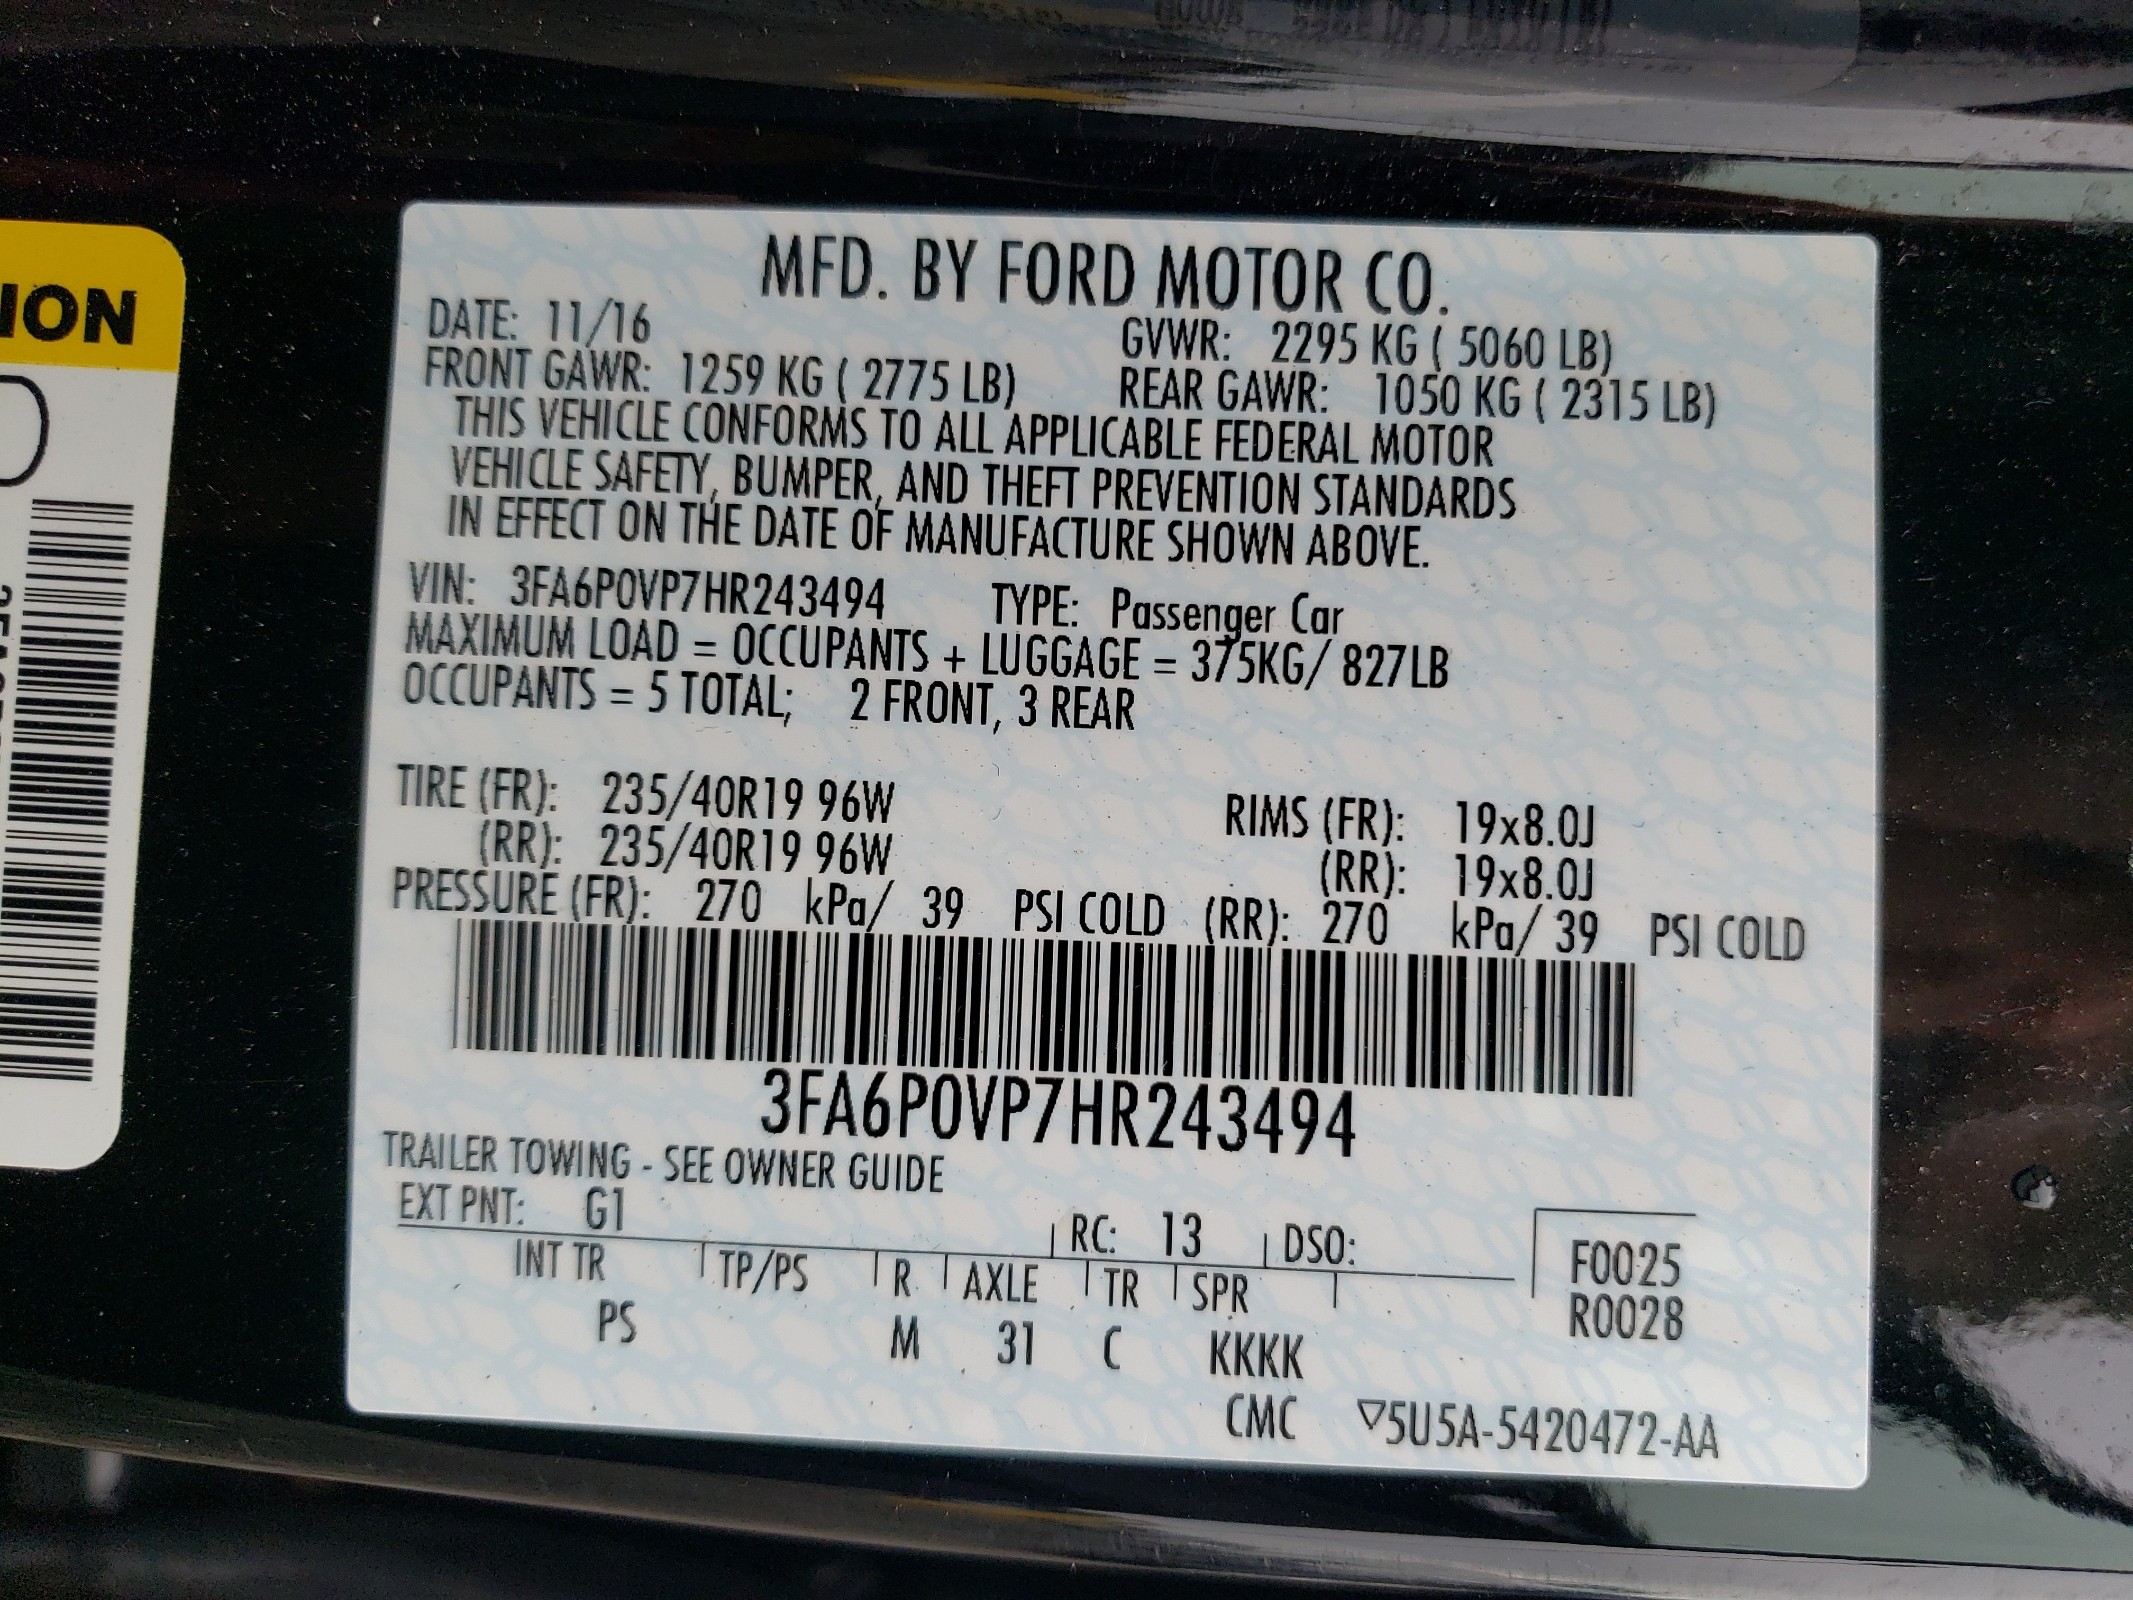 MFD. BY FORD MOTOR CO.
DATE: 11/16 GVWR: 2295 KG ( 5060 LB)
FRONT GAWR: 1259 KG ( 2775 LB) REAR GAWR: 1050 KG ( 2315 LB)
THIS VEHICLE CONFORMS TO ALL APPLICABLE FEDERAL MOTOR
VEHICLE SAFETY, BUMPER, AND THEFT PREVENTION STANDARDS
IN EFFECT ON THE DATE OF MANUFACTURE SHOWN ABOVE.
VIN: 3FA6P0VP7HR243494 TYPE: Passenger Car
MAXIMUM LOAD = OCCUPANTS + LUGGAGE = 375KG/ 827LB
OCCUPANTS = 5 TOTAL; 2 FRONT, 3 REAR
TIRE (FR): 235/40R19 96W RIMS (FR): 19x8.0J
(RR): 235/40R19 96W (RR): 19x8.0J
PRESSURE (FR): 270 kPa/ 39 PSI COLD (RR): 270 kPa/ 39 PSI COLD
3FA6P0VP7HR243494
TRAILER TOWING - SEE OWNER GUIDE
EXT PNT: G1 RC: 13 DSO: F0025
INT TR TP/PS R AXLE TR SPR R0028
PS M 31 C KKKK
CMC ▽5U5A-5420472-AA
ION